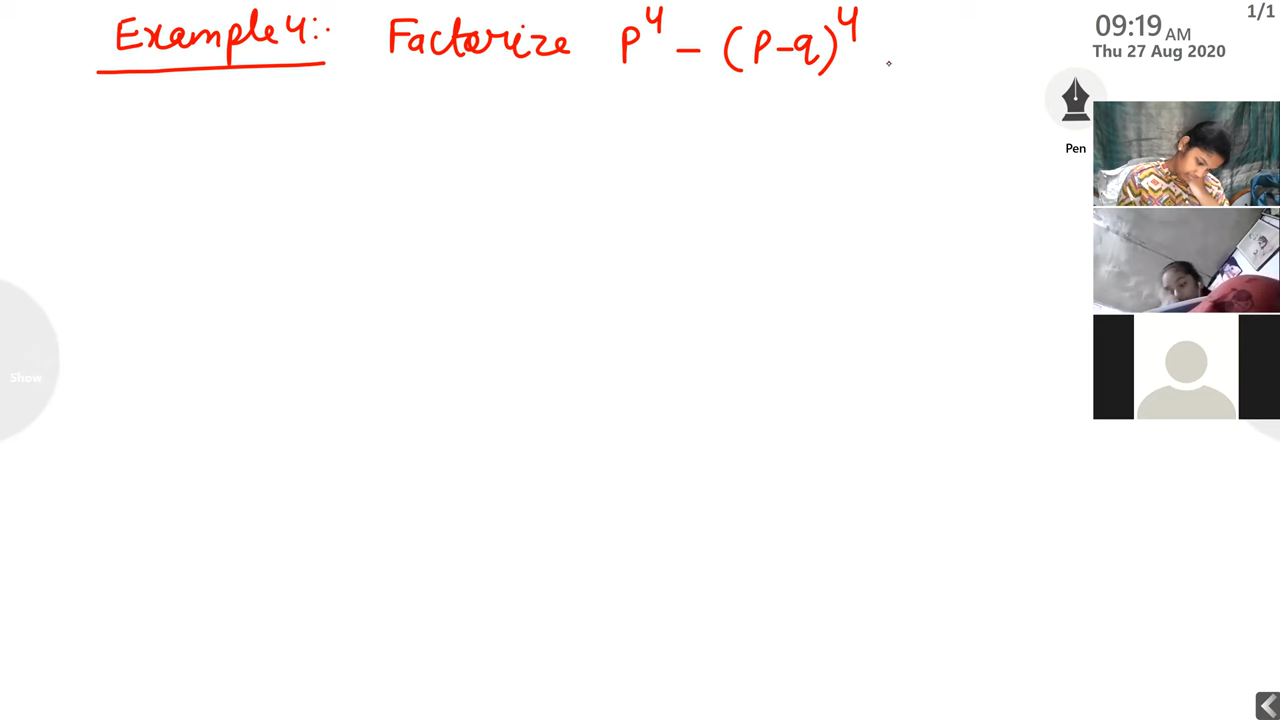 Example 4:. Factorize p⁴ - (p-q)⁴
1/1
09:19 AM
Thu 27 Aug 2020
Pen
Show